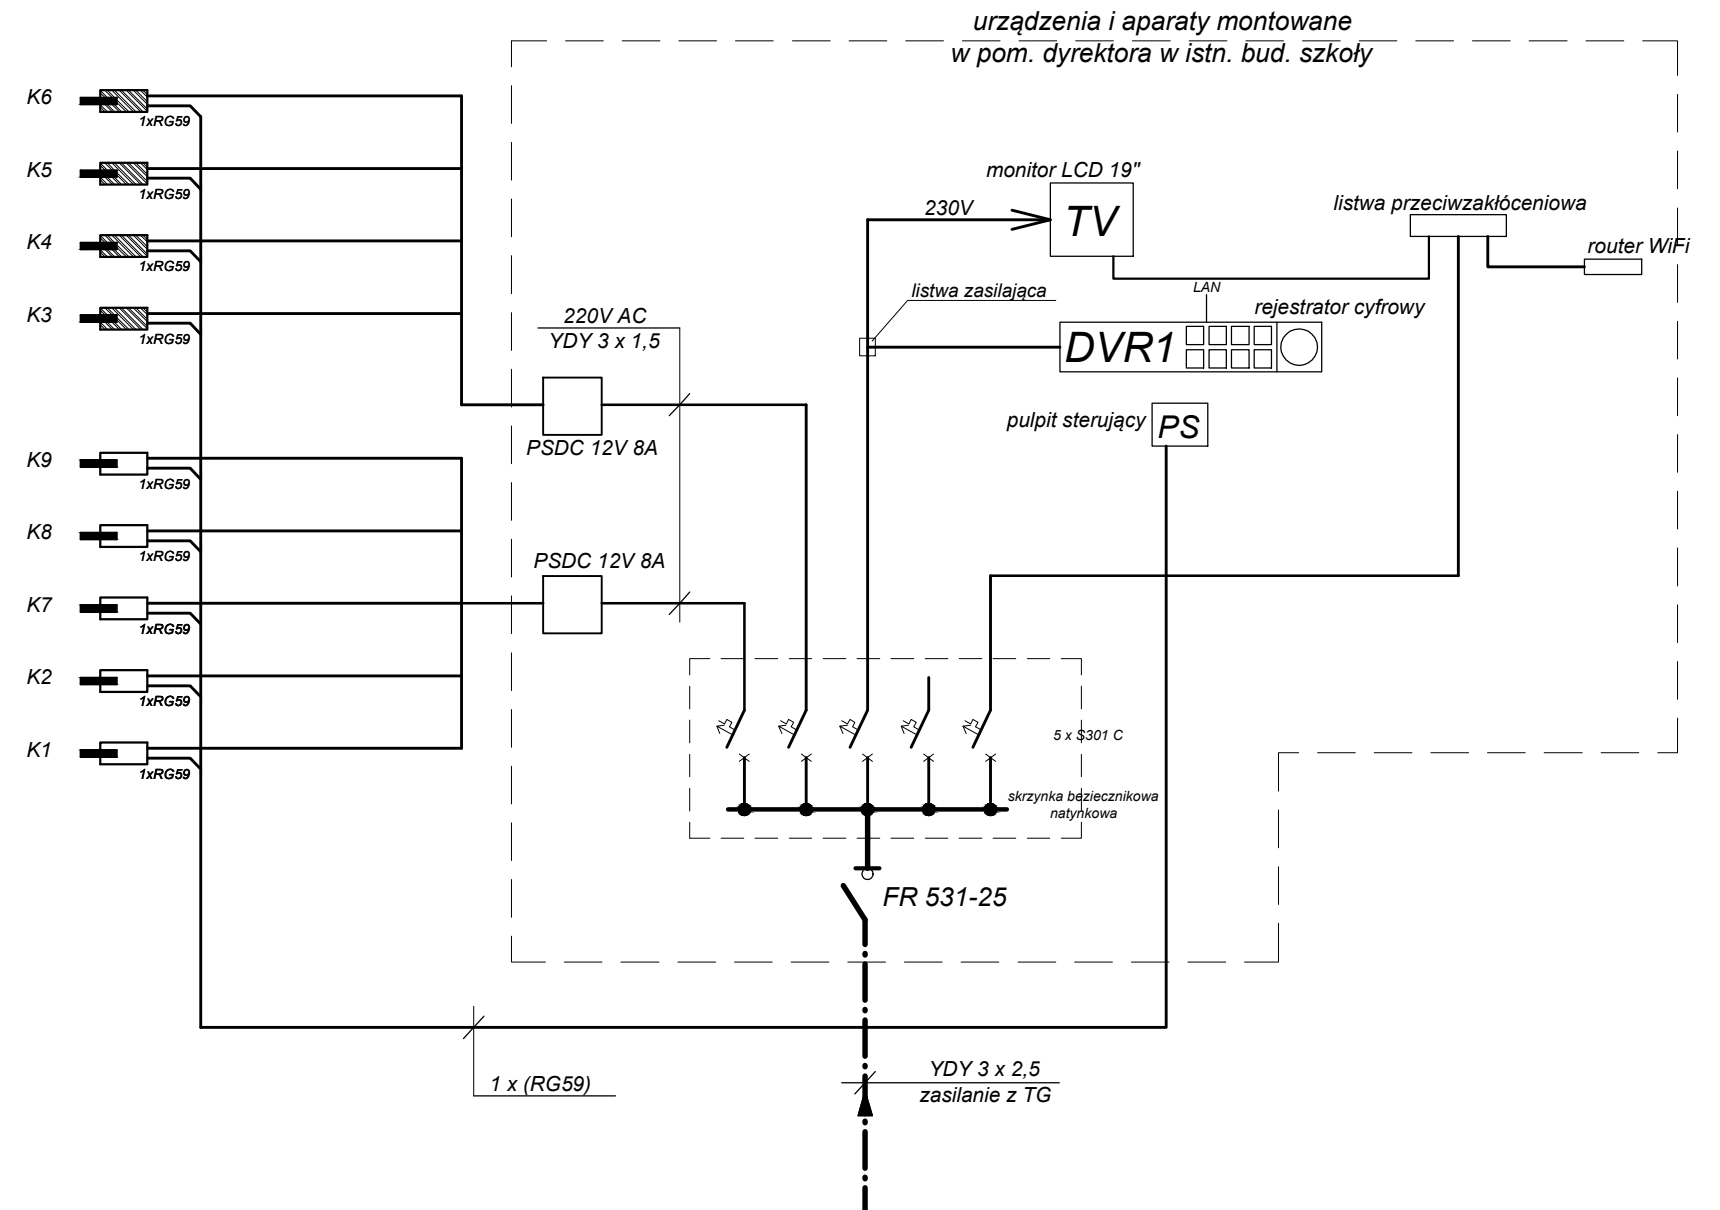 urządzenia i aparaty montowane
w pom. dyrektora w istn. bud. szkoły
K6
1xRG59
K5
1xRG59
K4
1xRG59
K3
1xRG59
K9
1xRG59
K8
1xRG59
K7
1xRG59
K2
1xRG59
K1
1xRG59
220V AC
YDY 3 x 1,5
PSDC 12V 8A
PSDC 12V 8A
monitor LCD 19"
230V
TV
listwa przeciwzakłóceniowa
router WiFi
listwa zasilająca
LAN
rejestrator cyfrowy
DVR1
pulpit sterujący
PS
5 x S301 C
skrzynka beziecznikowa
natynkowa
FR 531-25
1 x (RG59)
YDY 3 x 2,5
zasilanie z TG